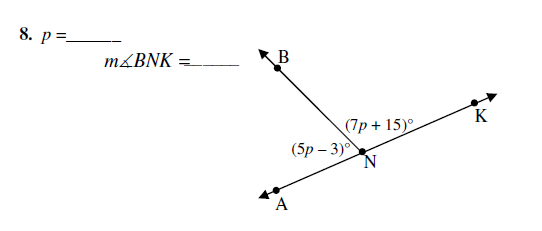 8. p =______
m∡BNK =______
B
(7p + 15)°
K
(5p – 3)°
N
A